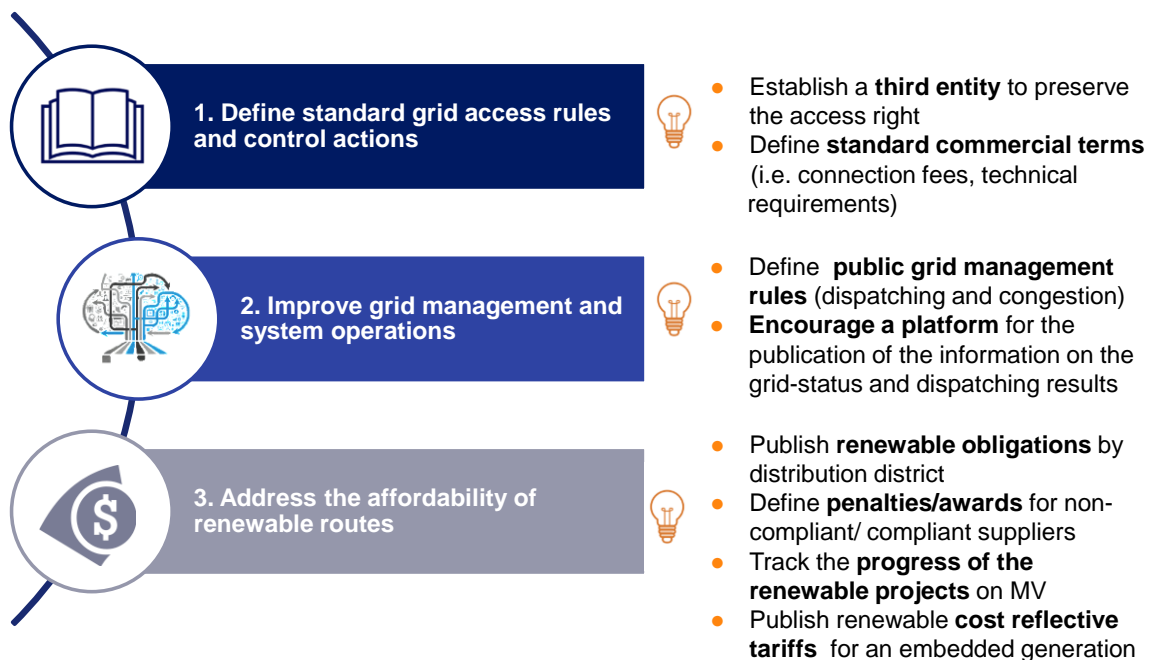 1. Define standard grid access rules
and control actions
● Establish a third entity to preserve
the access right
● Define standard commercial terms
(i.e. connection fees, technical
requirements)
2. Improve grid management and
system operations
● Define public grid management
rules (dispatching and congestion)
● Encourage a platform for the
publication of the information on the
grid-status and dispatching results
3. Address the affordability of
renewable routes
● Publish renewable obligations by
distribution district
● Define penalties/awards for non-
compliant/ compliant suppliers
● Track the progress of the
renewable projects on MV
● Publish renewable cost reflective
tariffs for an embedded generation
$